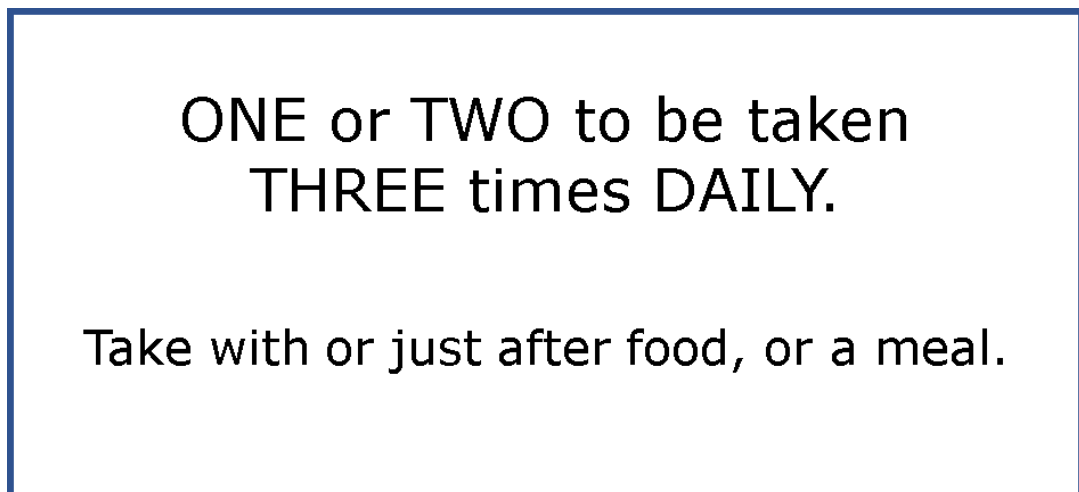 ONE or TWO to be taken
THREE times DAILY.
Take with or just after food, or a meal.